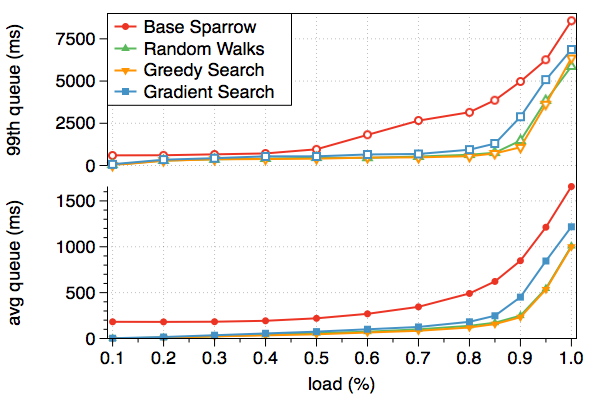 99th queue (ms)
7500
5000
2500
0
Base Sparrow
Random Walks
Greedy Search
Gradient Search
avg queue (ms)
1500
1000
500
0
0.1 0.2 0.3 0.4 0.5 0.6 0.7 0.8 0.9 1.0
load (%)